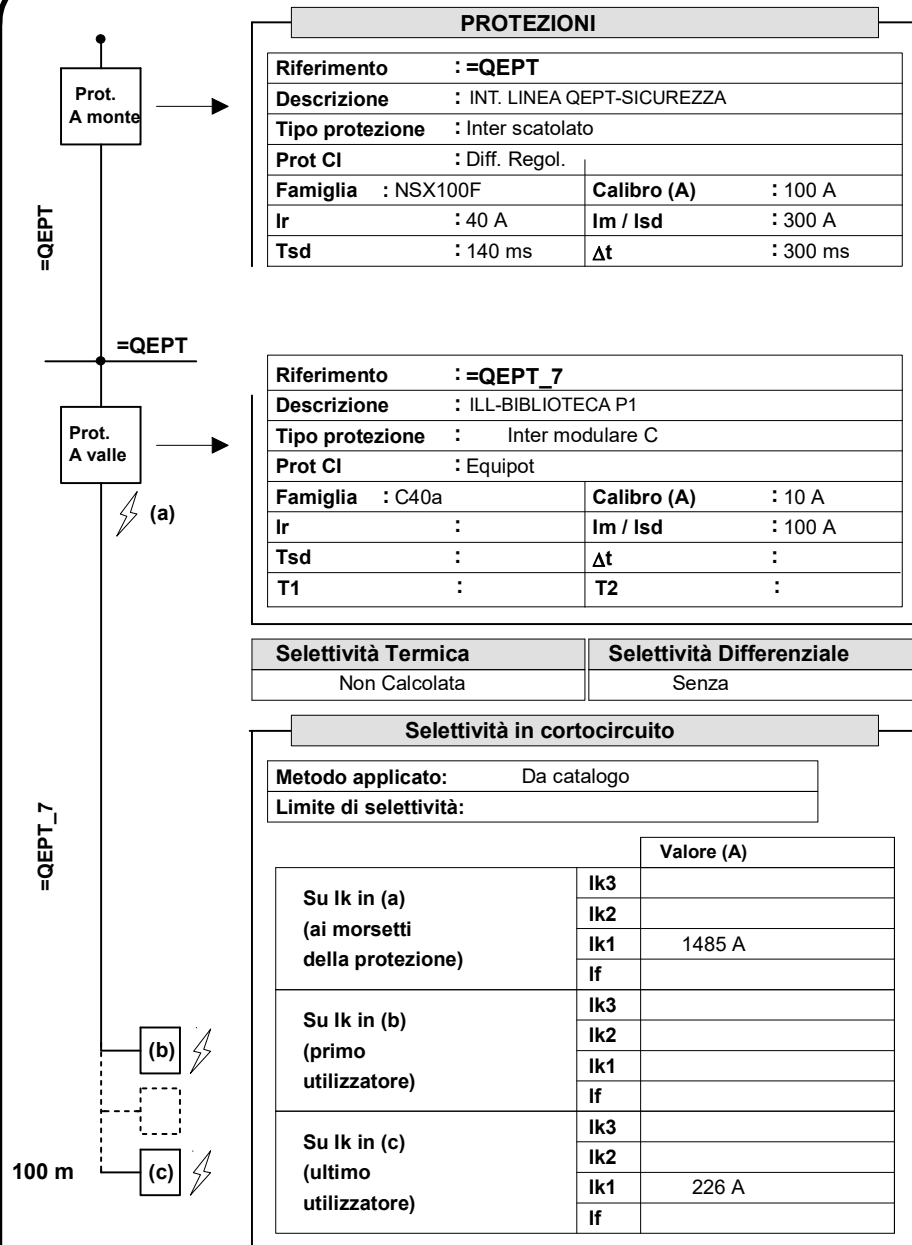 PROTEZIONI
Prot.
A monte
Riferimento : =QEPT
Descrizione : INT. LINEA QEPT-SICUREZZA
Tipo protezione : Inter scatolato
Prot CI : Diff. Regol.
Famiglia : NSX100F Calibro (A) : 100 A
Ir : 40 A Im / Isd : 300 A
Tsd : 140 ms Δt : 300 ms
=QEPT
=QEPT
Prot.
A valle
(a)
Riferimento : =QEPT_7
Descrizione : ILL-BIBLIOTECA P1
Tipo protezione : Inter modulare C
Prot CI : Equipot
Famiglia : C40a Calibro (A) : 10 A
Ir : Im / Isd : 100 A
Tsd : Δt :
T1 : T2 :
Selettività Termica Selettività Differenziale
Non Calcolata Senza
Selettività in cortocircuito
Metodo applicato: Da catalogo
Limite di selettività:
=QEPT_7
Valore (A)
Su Ik in (a)
(ai morsetti
della protezione)
Ik3
Ik2
Ik1 1485 A
If
Su Ik in (b)
(primo
utilizzatore)
Ik3
Ik2
Ik1
If
(b)
Su Ik in (c)
(ultimo
utilizzatore)
Ik3
Ik2
Ik1 226 A
If
100 m (c)